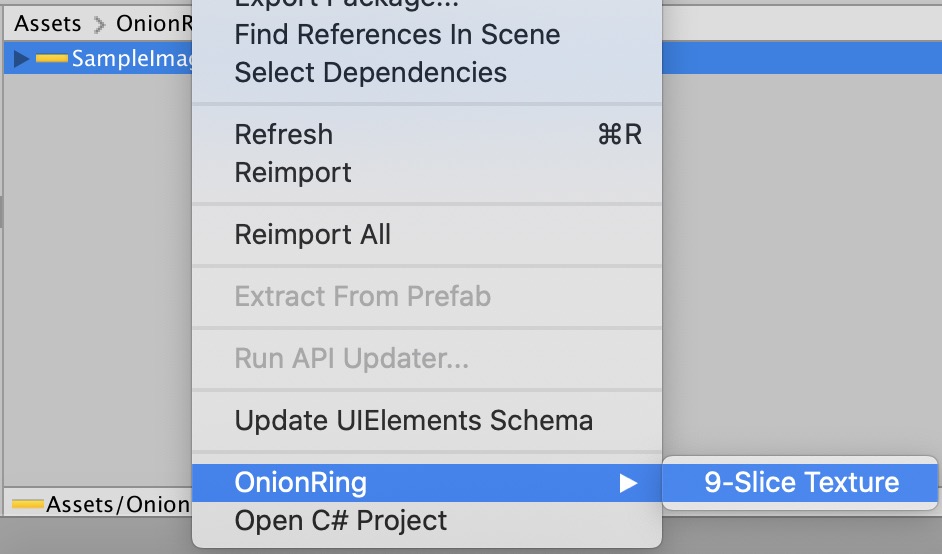 Export Package...
Assets > OnionR
Find References In Scene
SampleImag
Select Dependencies
Refresh ⌘R
Reimport
Reimport All
Extract From Prefab
Run API Updater...
Update UIElements Schema
OnionRing ▶ 9-Slice Texture
Assets/Onion
Open C# Project